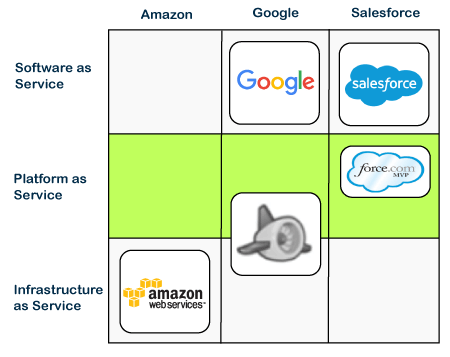 Amazon Google Salesforce
Software as
Service
Google
salesforce
Platform as
Service
force.com
MVP
Infrastructure
as Service
amazon
web services™